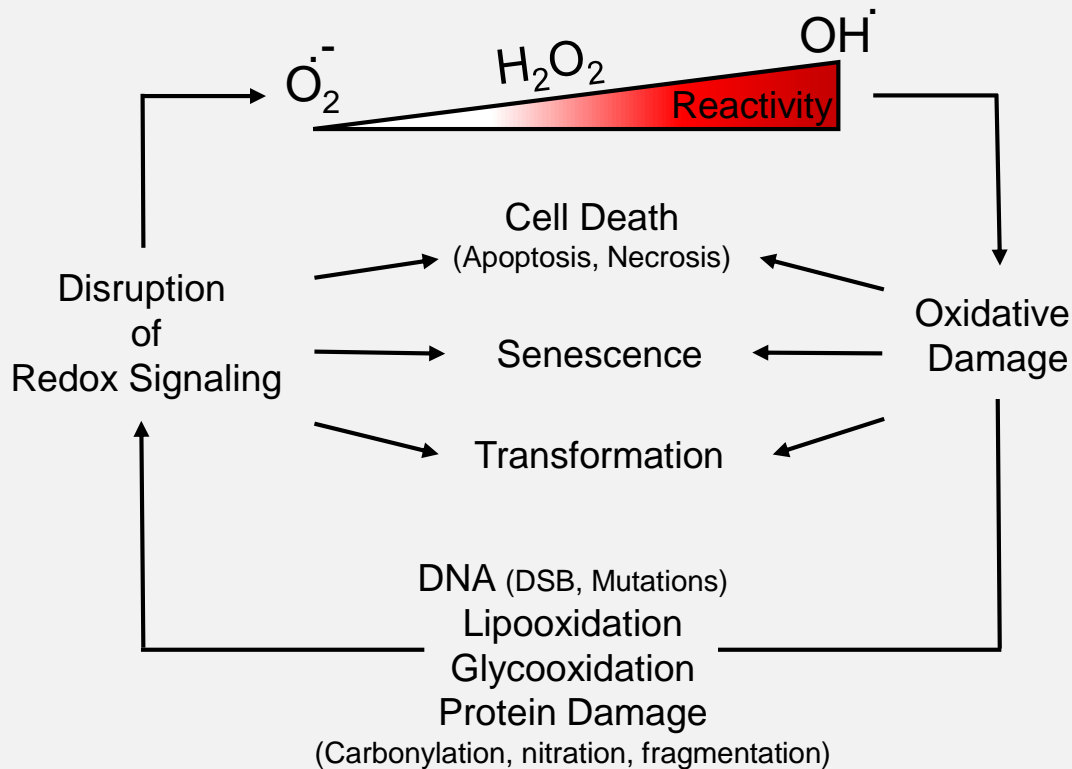 O₂˙⁻
H₂O₂
OH˙
Reactivity
Cell Death
(Apoptosis, Necrosis)
Disruption
of
Redox Signaling
Senescence
Oxidative
Damage
Transformation
DNA (DSB, Mutations)
Lipooxidation
Glycooxidation
Protein Damage
(Carbonylation, nitration, fragmentation)